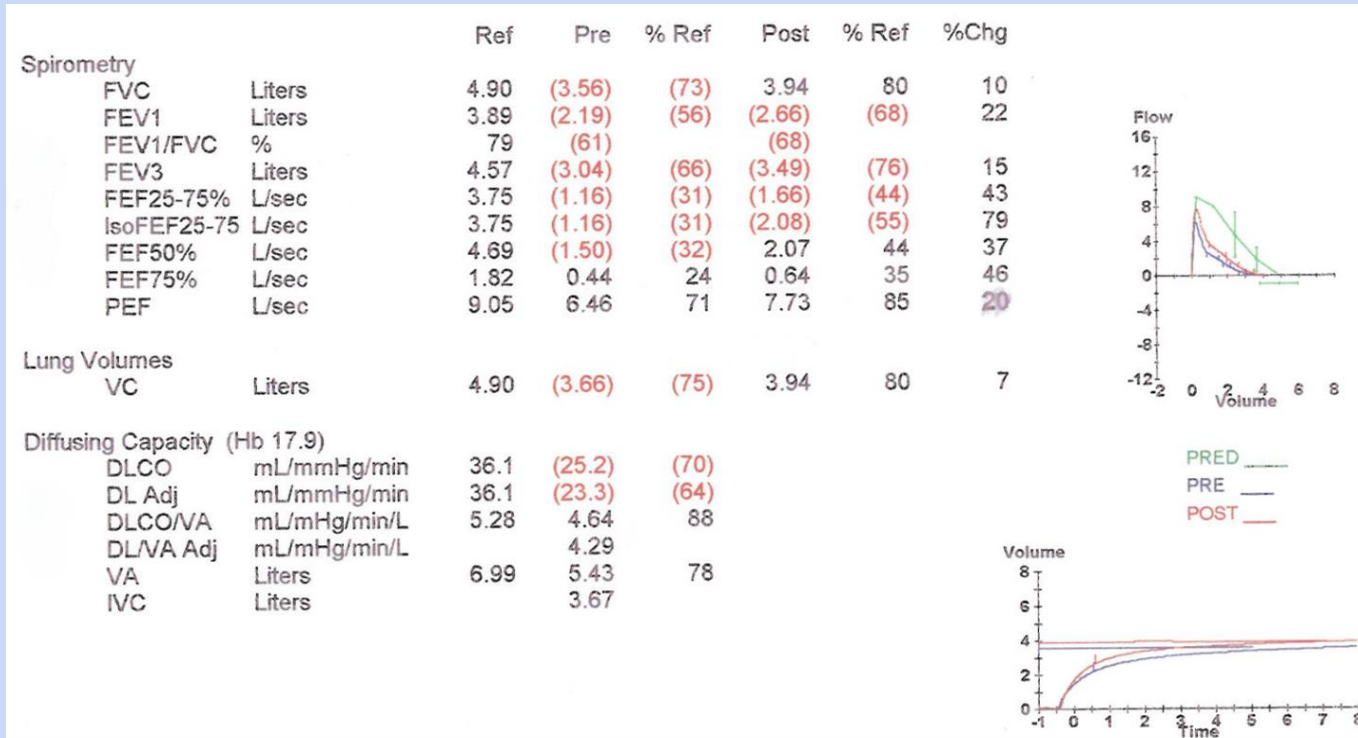 Ref Pre % Ref Post % Ref %Chg
Spirometry
FVC Liters 4.90 (3.56) (73) 3.94 80 10
FEV1 Liters 3.89 (2.19) (56) (2.66) (68) 22
FEV1/FVC % 79 (61) (68)
FEV3 Liters 4.57 (3.04) (66) (3.49) (76) 15
FEF25-75% L/sec 3.75 (1.16) (31) (1.66) (44) 43
IsoFEF25-75 L/sec 3.75 (1.16) (31) (2.08) (55) 79
FEF50% L/sec 4.69 (1.50) (32) 2.07 44 37
FEF75% L/sec 1.82 0.44 24 0.64 35 46
PEF L/sec 9.05 6.46 71 7.73 85 20
Lung Volumes
VC Liters 4.90 (3.66) (75) 3.94 80 7
Diffusing Capacity (Hb 17.9)
DLCO mL/mmHg/min 36.1 (25.2) (70)
DL Adj mL/mmHg/min 36.1 (23.3) (64)
DLCO/VA mL/mHg/min/L 5.28 4.64 88
DL/VA Adj mL/mHg/min/L 4.29
VA Liters 6.99 5.43 78
IVC Liters 3.67
Flow
16
12
8
4
0
-4
-8
-12
-2 0 2 4 6 8
Volume
PRED
PRE
POST
Volume
8
6
4
2
0
-1 0 1 2 3 4 5 6 7 8
Time